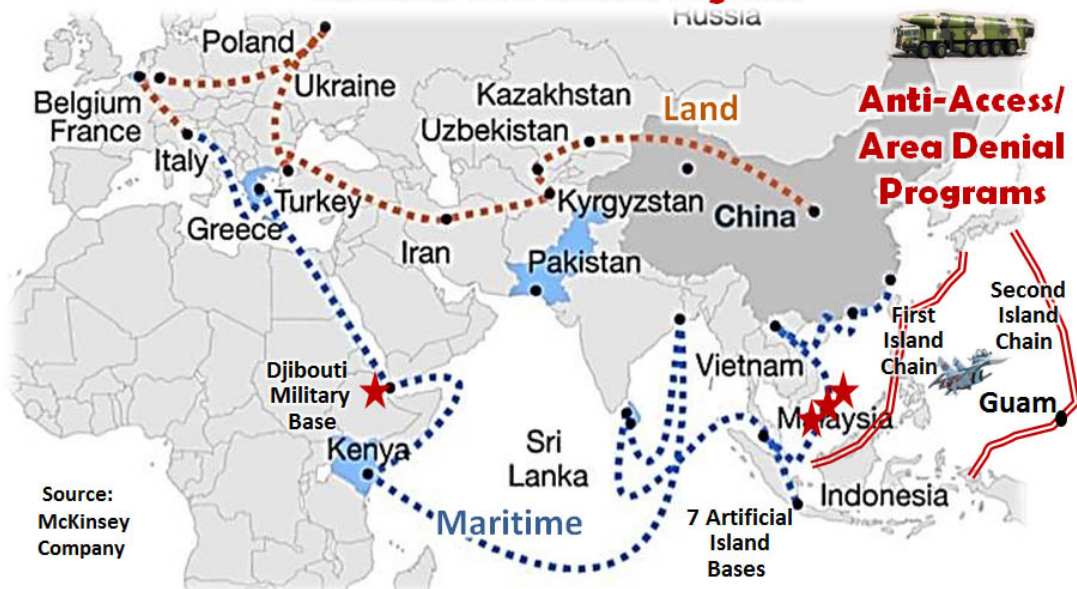 Russia
Poland
Ukraine
Belgium
France
Kazakhstan
Land
Anti-Access/
Area Denial
Programs
Uzbekistan
Italy
Turkey
Kyrgyzstan
China
Greece
Iran
Pakistan
First
Island
Chain
Second
Island
Chain
Vietnam
Djibouti
Military
Base
Guam
Malaysia
Kenya
Sri
Lanka
Indonesia
Source:
McKinsey
Company
Maritime
7 Artificial
Island
Bases